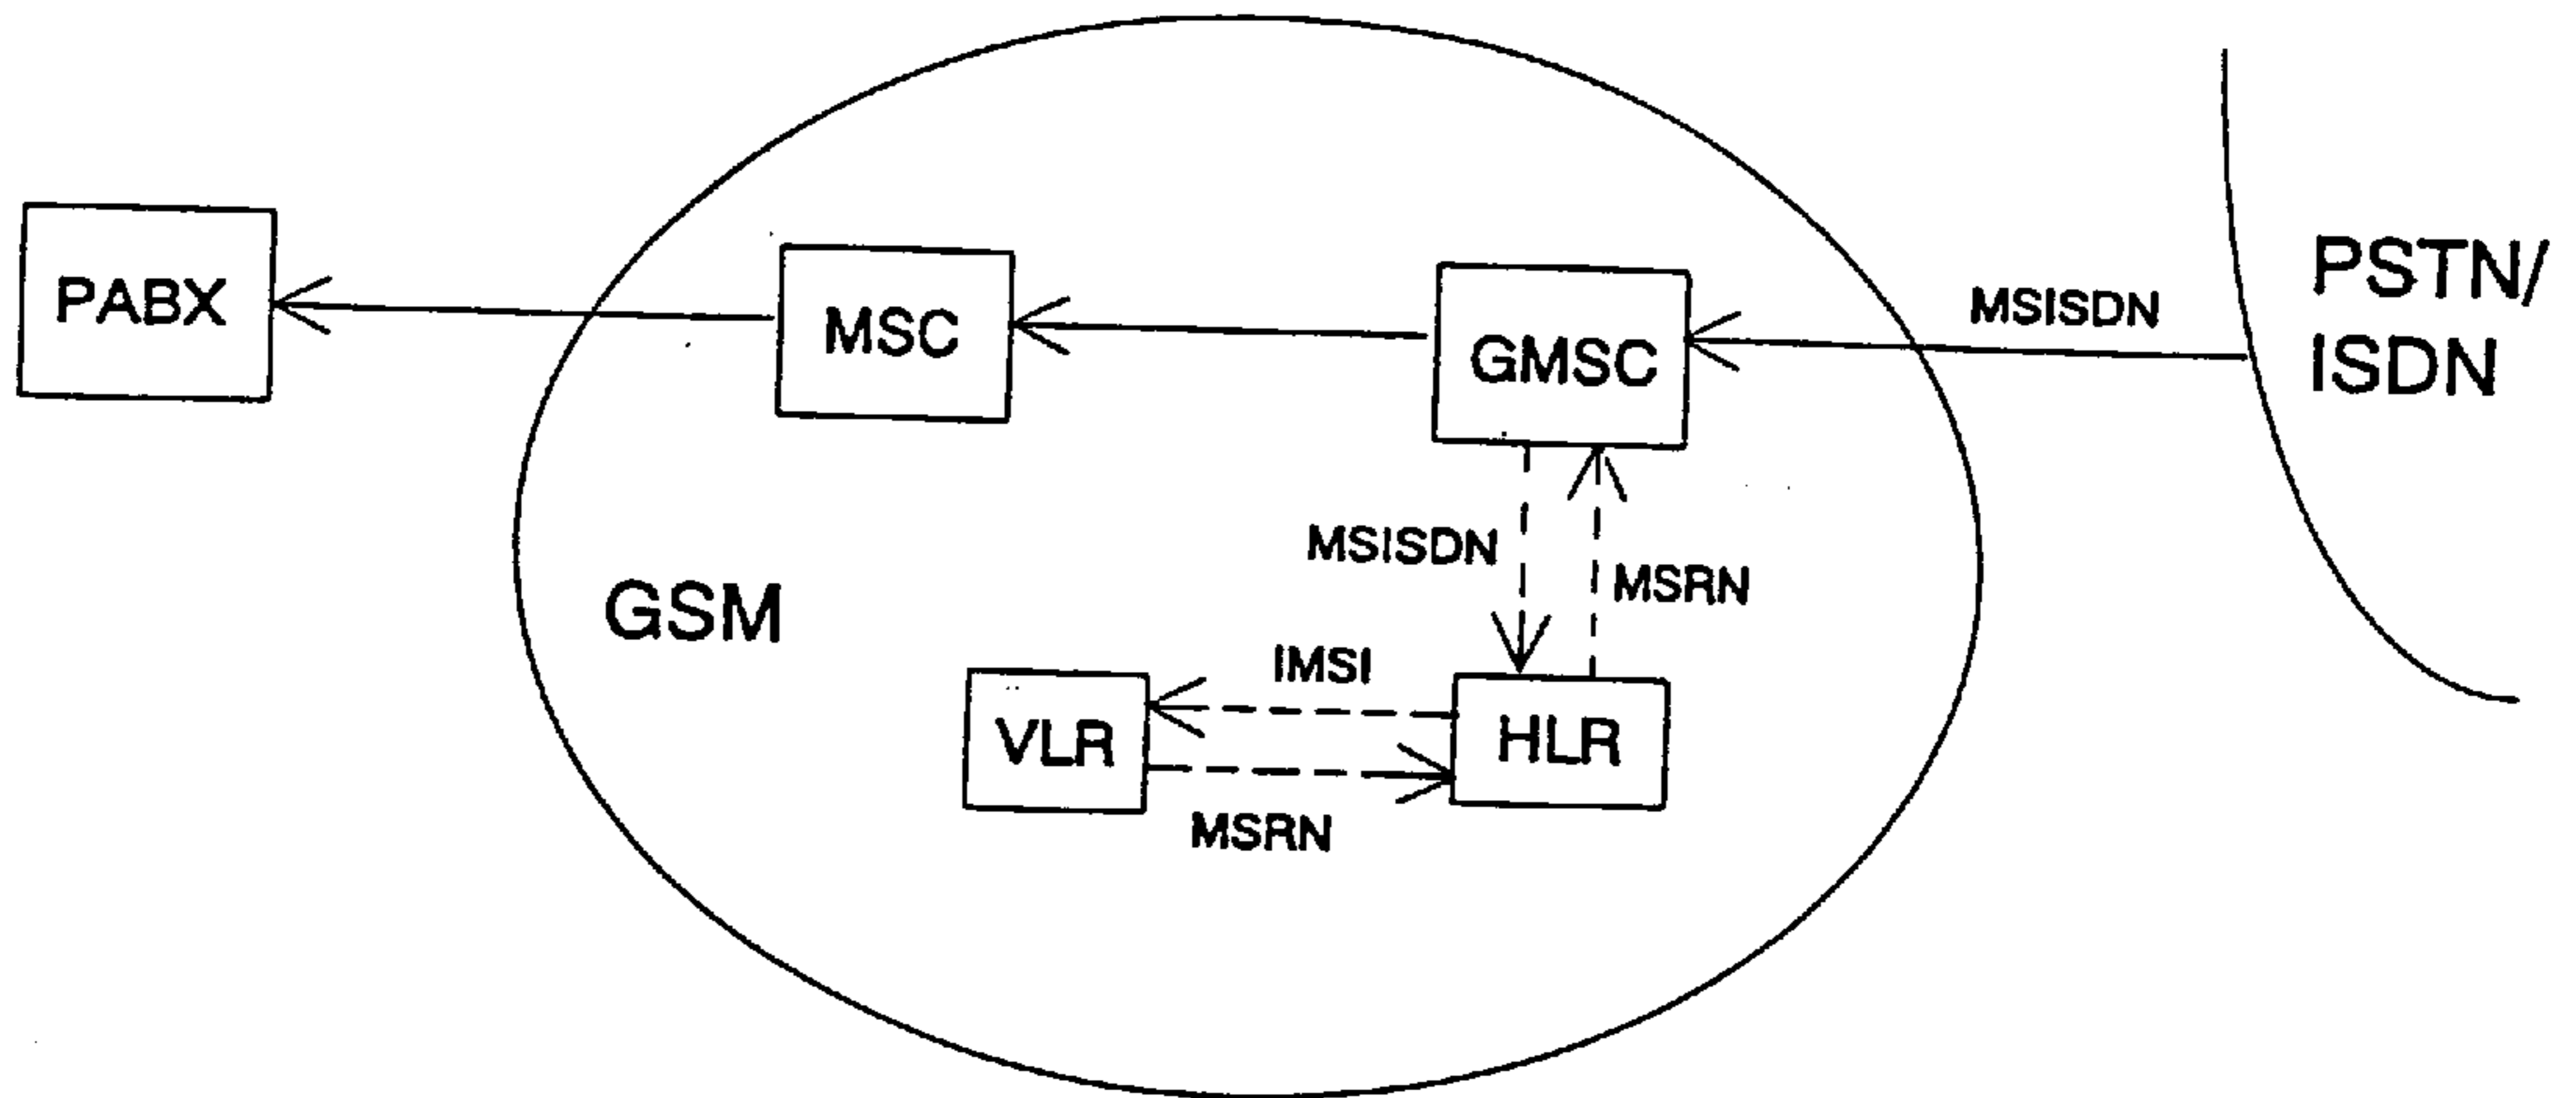 PABX
MSC
GMSC
MSISDN
PSTN/
ISDN
MSISDN
MSRN
GSM
IMSI
VLR
HLR
MSRN